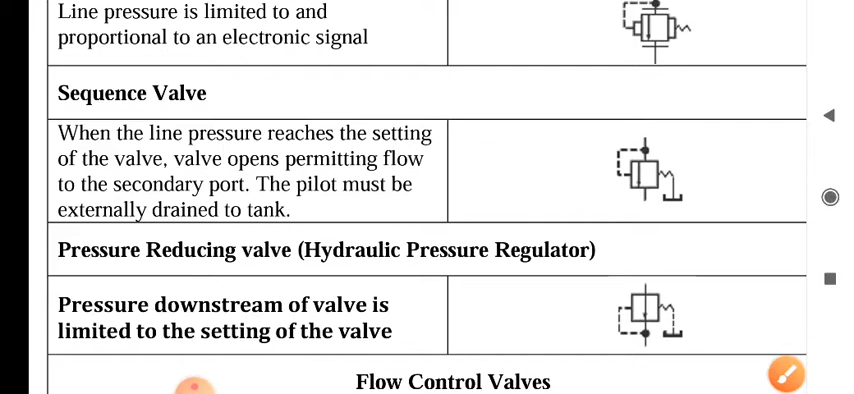 Line pressure is limited to and
proportional to an electronic signal
Sequence Valve
When the line pressure reaches the setting
of the valve, valve opens permitting flow
to the secondary port. The pilot must be
externally drained to tank.
Pressure Reducing valve (Hydraulic Pressure Regulator)
Pressure downstream of valve is
limited to the setting of the valve
Flow Control Valves